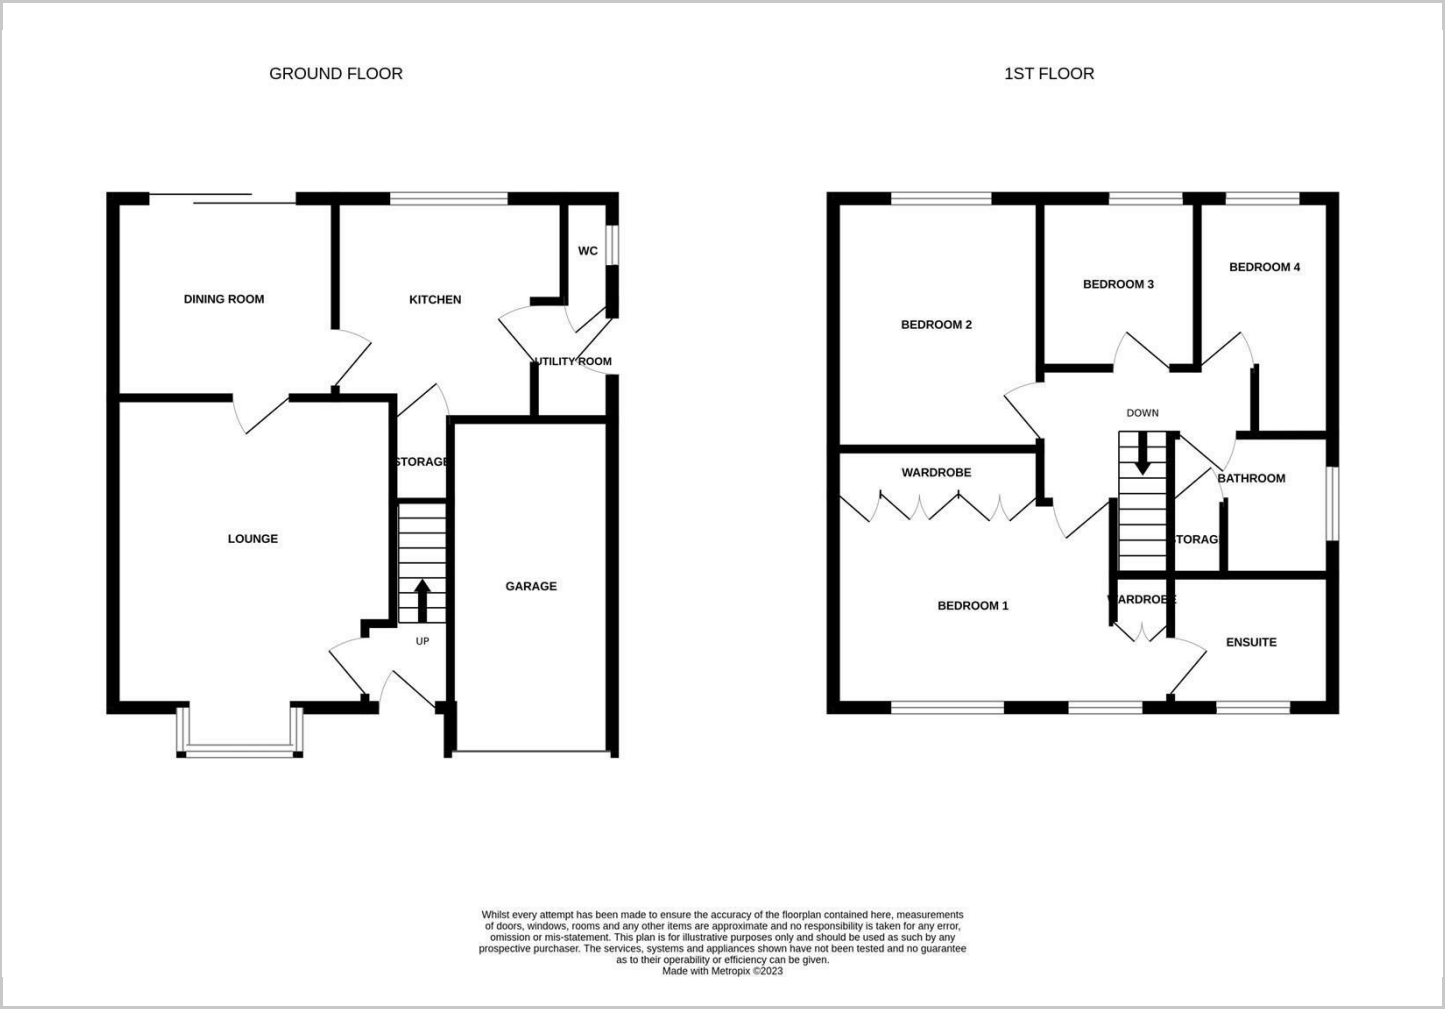 GROUND FLOOR
1ST FLOOR
DINING ROOM
KITCHEN
WC
UTILITY ROOM
STORAGE
LOUNGE
GARAGE
UP
BEDROOM 2
BEDROOM 3
BEDROOM 4
DOWN
WARDROBE
BATHROOM
STORAGE
BEDROOM 1
WARDROBE
ENSUITE
Whilst every attempt has been made to ensure the accuracy of the floorplan contained here, measurements
of doors, windows, rooms and any other items are approximate and no responsibility is taken for any error,
omission or mis-statement. This plan is for illustrative purposes only and should be used as such by any
prospective purchaser. The services, systems and appliances shown have not been tested and no guarantee
as to their operability or efficiency can be given.
Made with Metropix ©2023